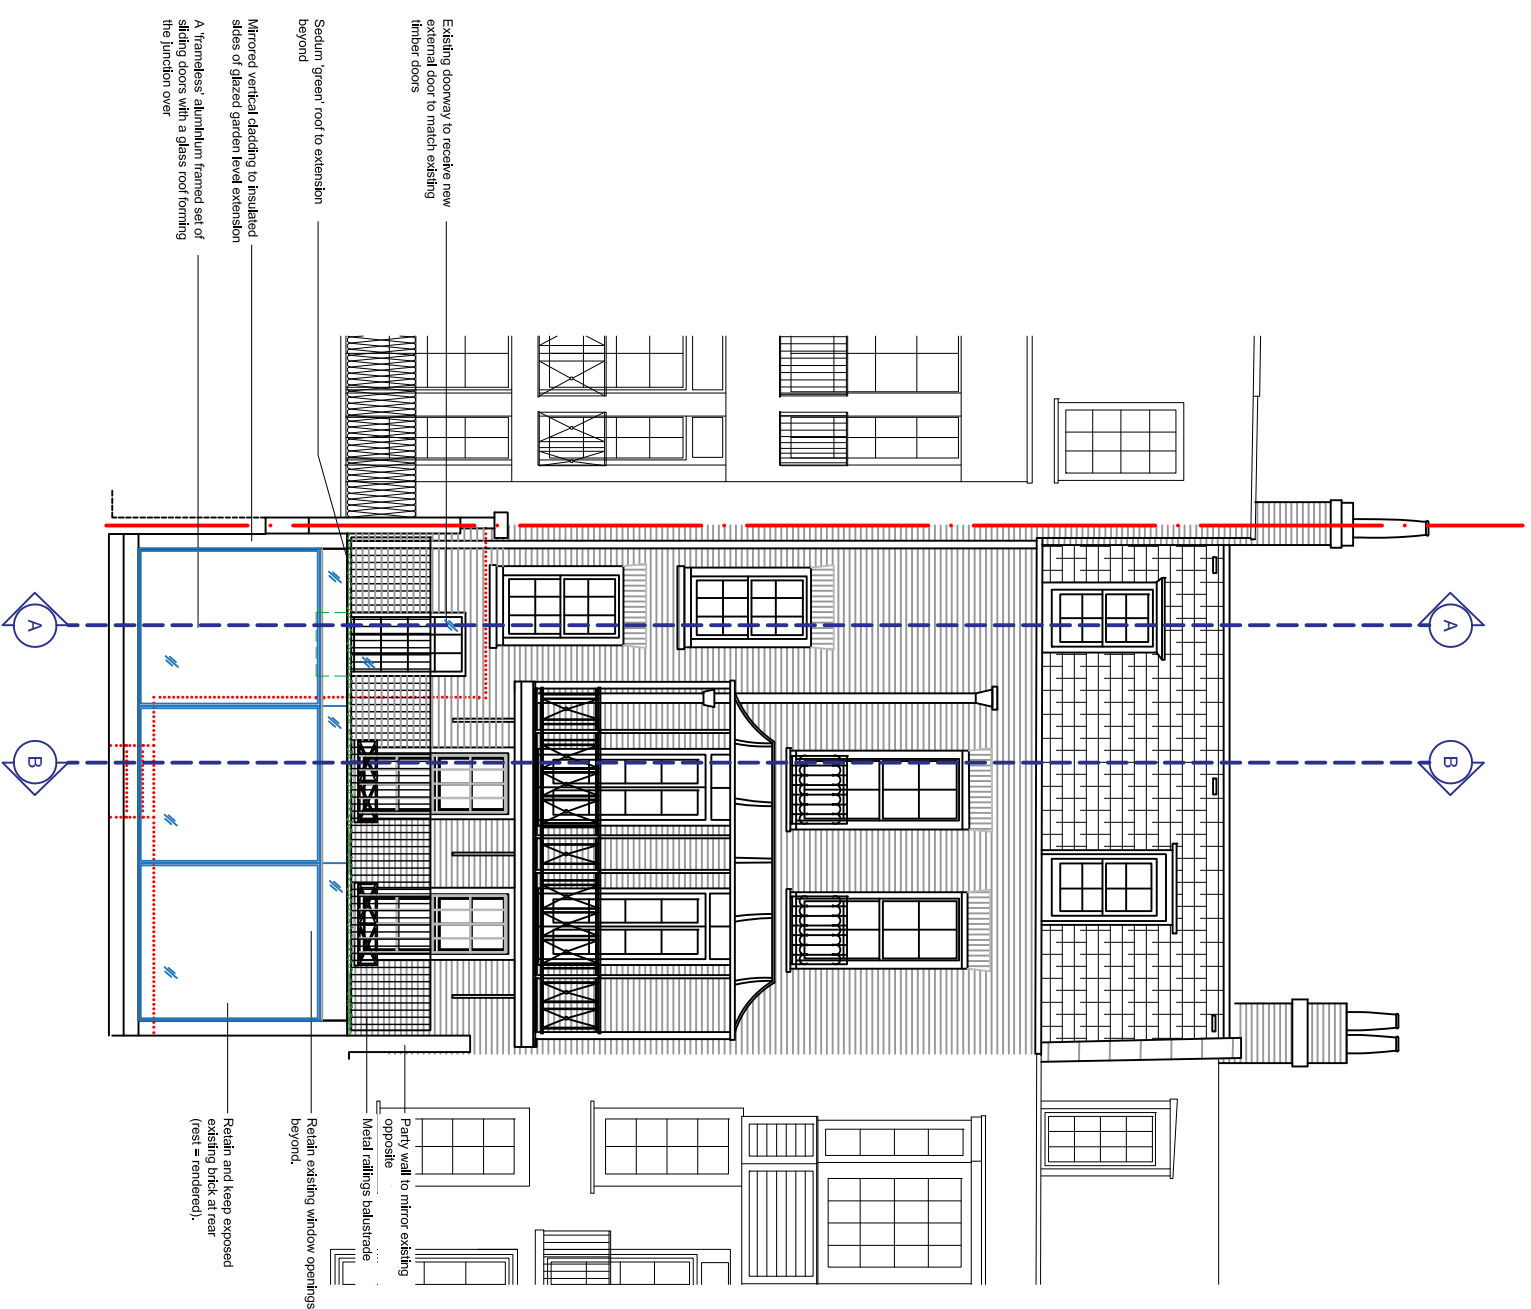 Existing doorway to receive new
external door to match existing
timber doors
Sedum 'green' roof to extension
beyond
Mirrored vertical cladding to insulated
sides of glazed garden level extension
A 'frameless' aluminium framed set of
sliding doors with a glass roof forming
the junction over
A
A
B
B
Party wall to mirror existing
opposite
Metal railings balustrade
Retain existing window openings
beyond.
Retain and keep exposed
existing brick at rear
(rest = rendered).